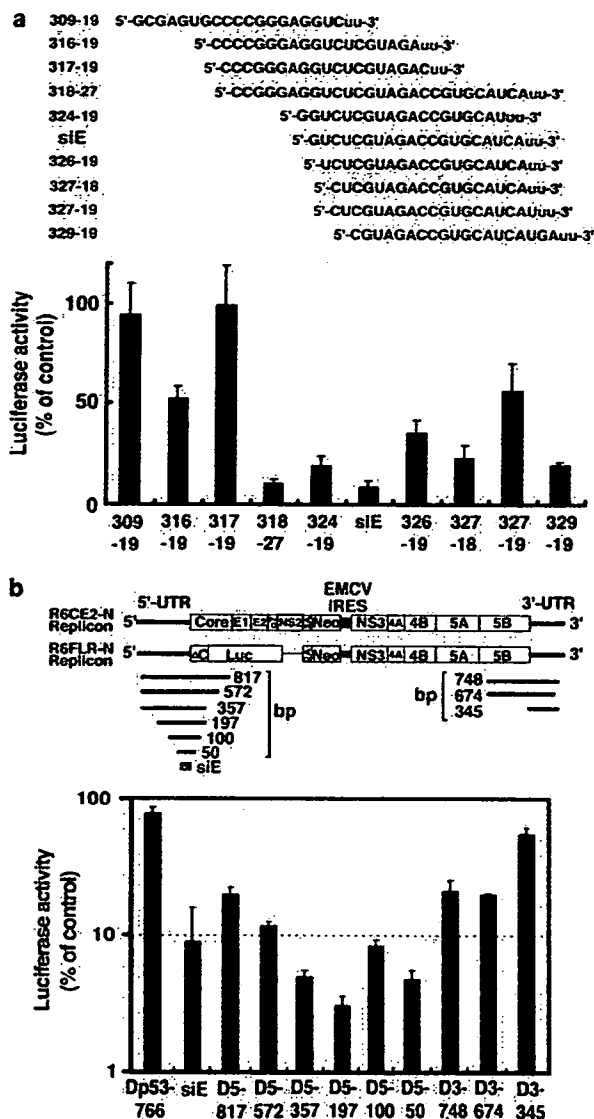 a
309-19 5'-GCGAGUGCCCCGGGAGGUCuu-3'
316-19 5'-CCCCGGGAGGUCUCGUAGAuu-3'
317-19 5'-CCCGGGAGGUCUCGUAGACuu-3'
318-27 5'-CCGGGAGGUCUCGUAGACCGUGCAUCAuu-3'
324-19 5'-GGUCUCGUAGACCGUGCAUuu-3'
siE 5'-GUCUCGUAGACCGUGCAUCAuu-3'
326-19 5'-UCUCGUAGACCGUGCAUCAuu-3'
327-18 5'-CUCGUAGACCGUGCAUCAuu-3'
327-19 5'-CUCGUAGACCGUGCAUCAUuu-3'
329-19 5'-CGUAGACCGUGCAUCAUGAuu-3'
Luciferase activity
(% of control)
100
50
0
309 316 317 318 324 siE 326 327 327 329
-19 -19 -19 -27 -19 -19 -18 -19 -19
b
EMCV
5'-UTR IRES 3'-UTR
R6CE2-N
Replicon 5' Core E1 E2 NS2 Neo NS3 4A 4B 5A 5B 3'
R6FLR-N
Replicon 5' Luc Neo NS3 4A 4B 5A 5B 3'
817 748
572 bp bp 674
357 345
197
100
50
siE
Luciferase activity
(% of control)
100
10
1
Dp53- siE D5- D5- D5- D5- D5- D5- D3- D3- D3-
766 817 572 357 197 100 50 748 674 345